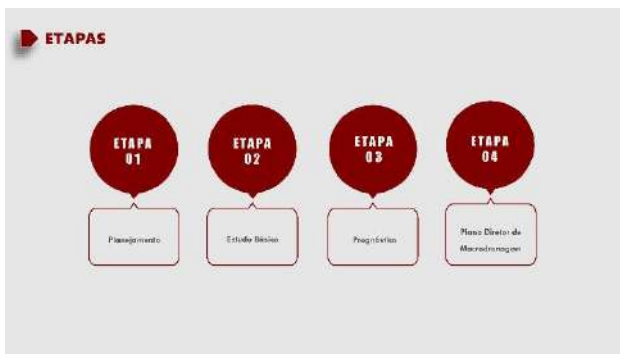 ETAPAS
ETAPA
01
Planejamento
ETAPA
02
Estudo Básico
ETAPA
03
Prognóstico
ETAPA
04
Plano Diretor de
Macrodrenagem